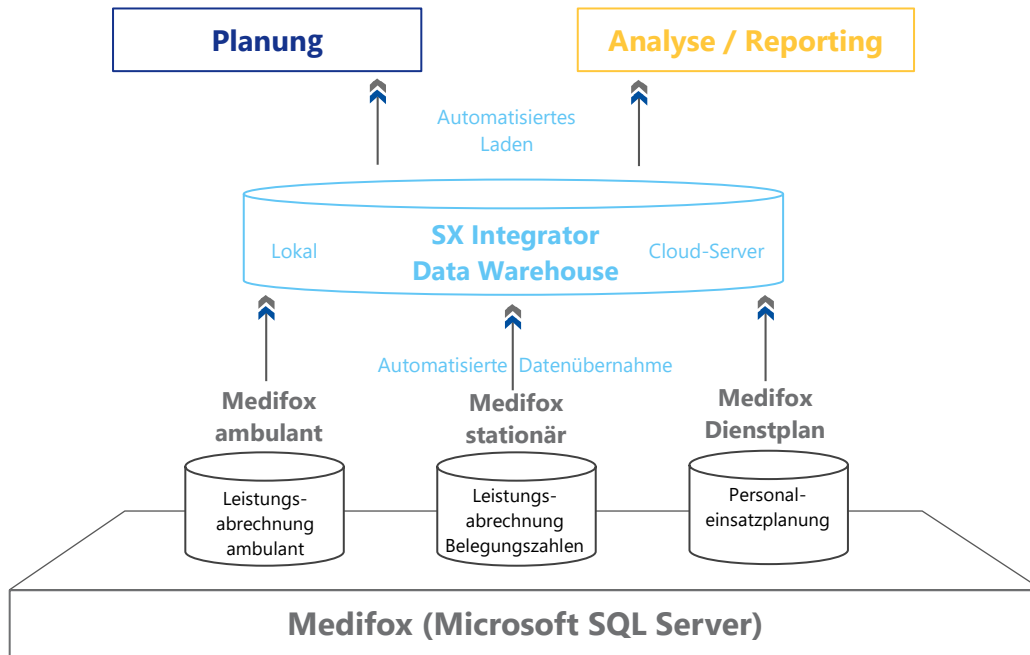 Planung
Analyse / Reporting
Automatisiertes
Laden
SX Integrator
Data Warehouse
Lokal
Cloud-Server
Automatisierte Datenübernahme
Medifox
ambulant
Medifox
stationär
Medifox
Dienstplan
Leistungs-
abrechnung
ambulant
Leistungs-
abrechnung
Belegungszahlen
Personal-
einsatzplanung
Medifox (Microsoft SQL Server)